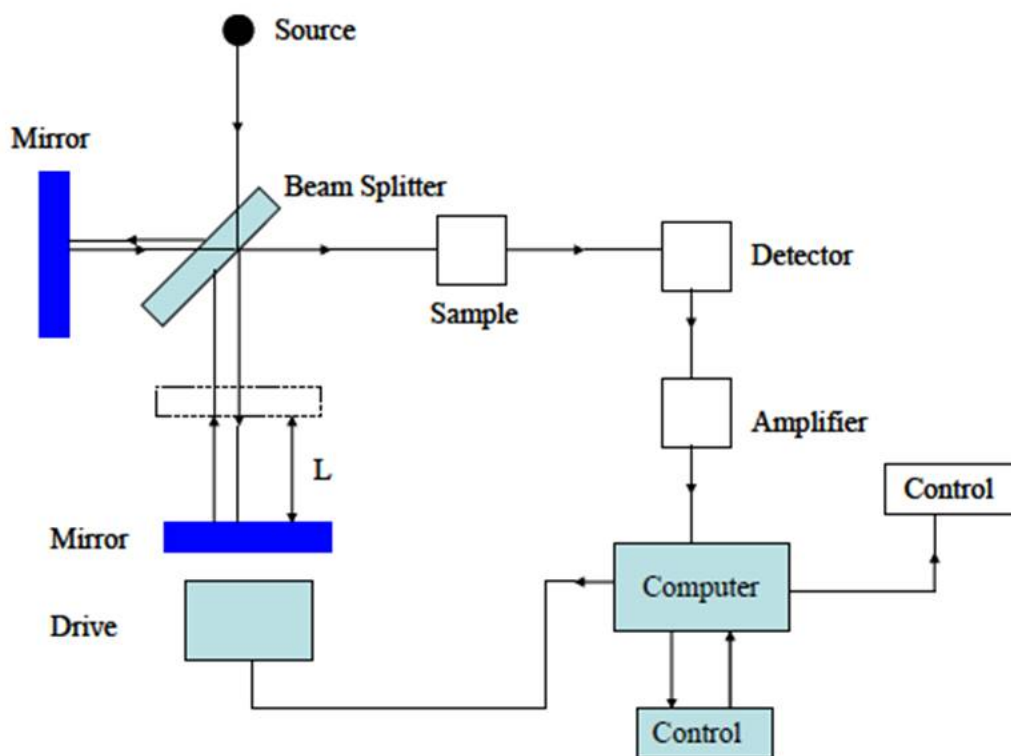 Source
Mirror
Beam Splitter
Detector
Sample
Amplifier
L
Control
Mirror
Computer
Drive
Control